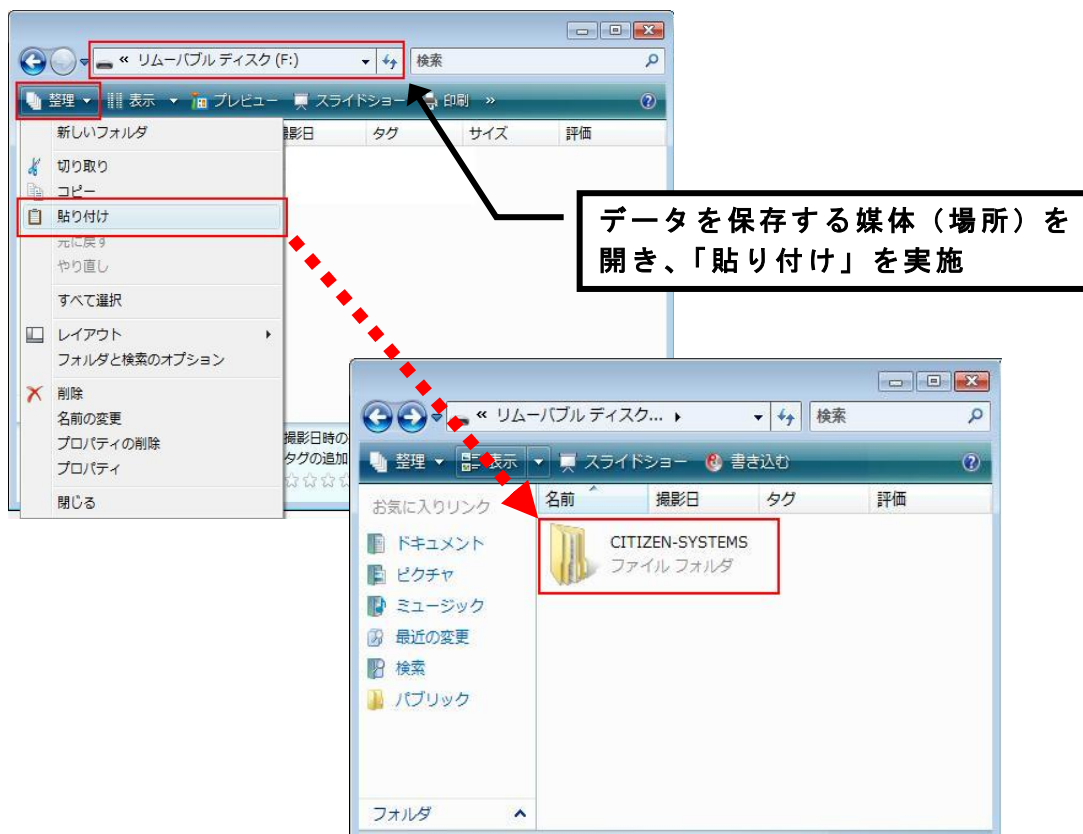 « リムーバブル ディスク (F:)
検索
整理 表示 プレビュー スライドショー 印刷 »
新しいフォルダ
撮影日 タグ サイズ 評価
切り取り
コピー
貼り付け
元に戻す
やり直し
すべて選択
レイアウト
フォルダと検索のオプション
削除
名前の変更
プロパティの削除
プロパティ
閉じる
撮影日時の
タグの追加
データを保存する媒体（場所）を
開き、「貼り付け」を実施
« リムーバブル ディスク...
検索
整理 表示 スライドショー 書き込む
お気に入りリンク
名前 撮影日 タグ 評価
ドキュメント
ピクチャ
ミュージック
最近の変更
検索
パブリック
CITIZEN-SYSTEMS
ファイル フォルダ
フォルダ